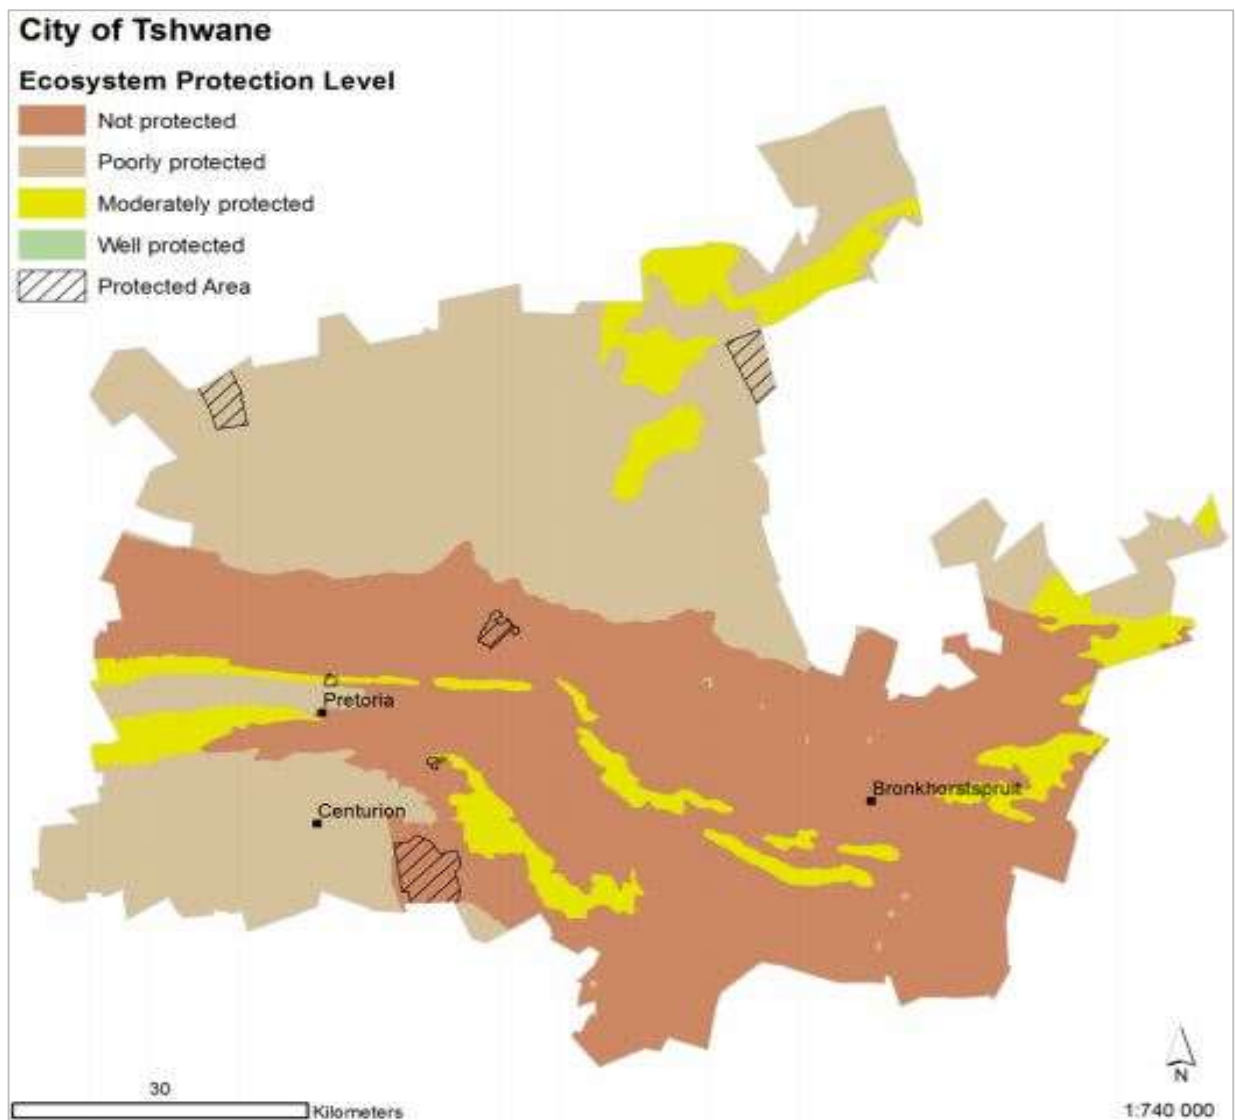 City of Tshwane
Ecosystem Protection Level
Not protected
Poorly protected
Moderately protected
Well protected
Protected Area
Pretoria
Bronkhorstspruit
Centurion
N
30
Kilometers
1:740 000